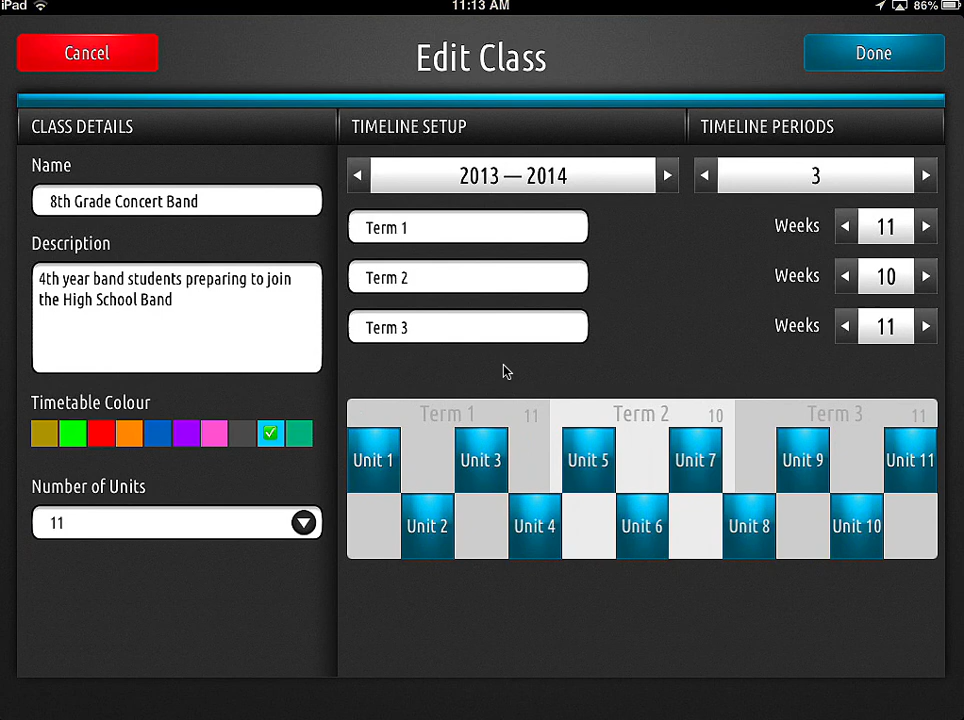 iPad 11:13 AM 86%
Cancel Edit Class Done
CLASS DETAILS TIMELINE SETUP TIMELINE PERIODS
Name
8th Grade Concert Band
Description
4th year band students preparing to join
the High School Band
Timetable Colour
Number of Units
11
2013 — 2014 3
Term 1 Weeks 11
Term 2 Weeks 10
Term 3 Weeks 11
Term 1 11 Term 2 10 Term 3 11
Unit 1 Unit 3 Unit 5 Unit 7 Unit 9 Unit 11
Unit 2 Unit 4 Unit 6 Unit 8 Unit 10